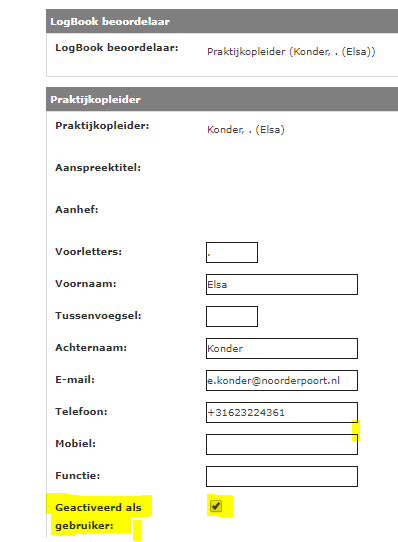 LogBook beoordelaar
LogBook beoordelaar: Praktijkopleider (Konder, . (Elsa))
Praktijkopleider
Praktijkopleider: Konder, . (Elsa)
Aanspreektitel:
Aanhef:
Voorletters: .
Voornaam: Elsa
Tussenvoegsel:
Achternaam: Konder
E-mail: e.konder@noorderpoort.nl
Telefoon: +31623224361
Mobiel:
Functie:
Geactiveerd als
gebruiker: